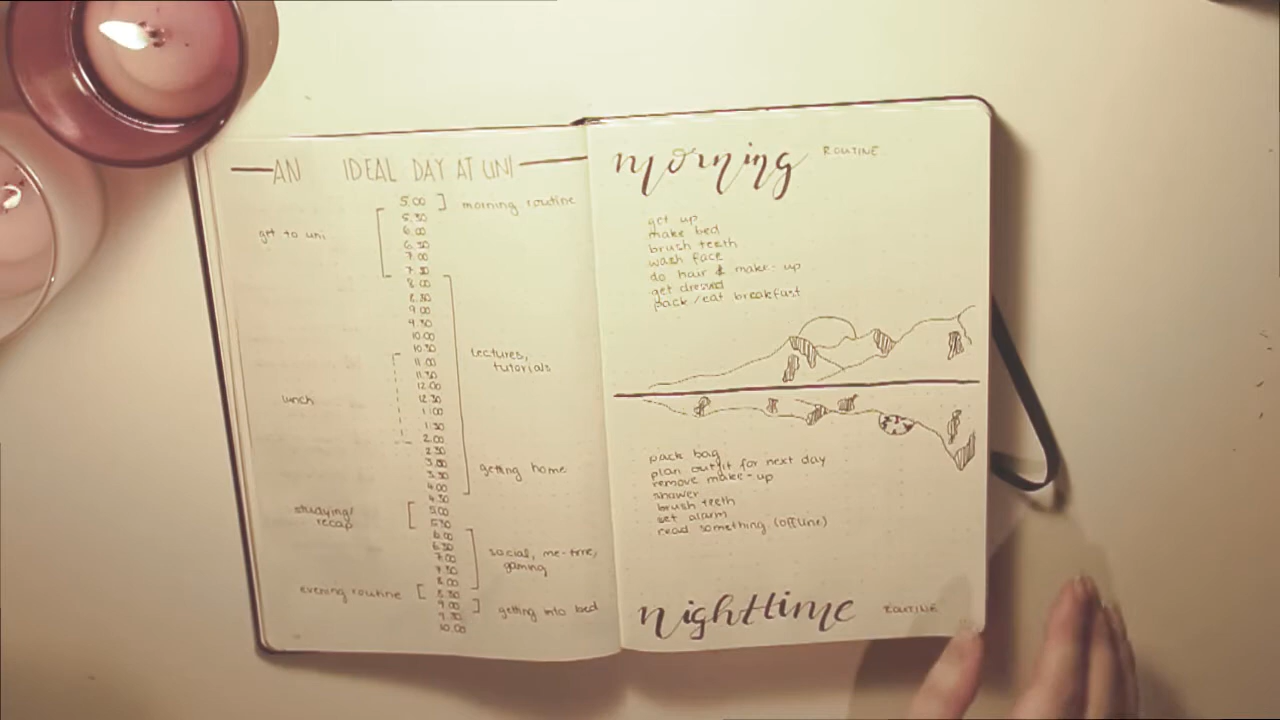 AN IDEAL DAY AT UNI
5.00 morning routine
5.30
get to uni 6.00
6.30
7.00
7.30
8.00
8.30
9.00
9.30
10.00
10.30 lectures,
11.00 tutorials
11.30
12.00
lunch 12.30
1.00
1.30
2.00
2.30
3.00 getting home
3.30
4.00
4.30
studying/ 5.00
recap 5.30
6.00
6.30 social, me-time,
7.00 gaming
7.30
8.00
evening routine 8.30
9.00 getting into bed
9.30
10.00
morning ROUTINE
get up
make bed
brush teeth
wash face
do hair & make-up
get dressed
pack/eat breakfast
pack bag
plan outfit for next day
remove make-up
shower
brush teeth
set alarm
read something (offline)
nighttime ROUTINE